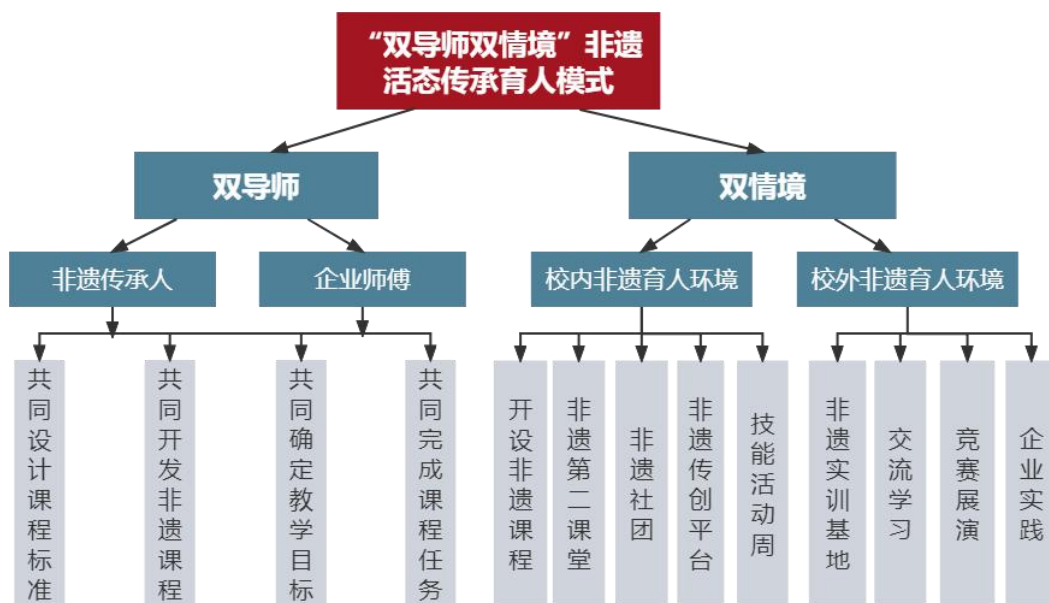 “双导师双情境”非遗
活态传承育人模式
双导师
双情境
非遗传承人
企业师傅
校内非遗育人环境
校外非遗育人环境
共同设计课程标准
共同开发非遗课程
共同确定教学目标
共同完成课程任务
开设非遗课程
非遗第二课堂
非遗社团
非遗传创平台
技能活动周
非遗实训基地
交流学习
竞赛展演
企业实践